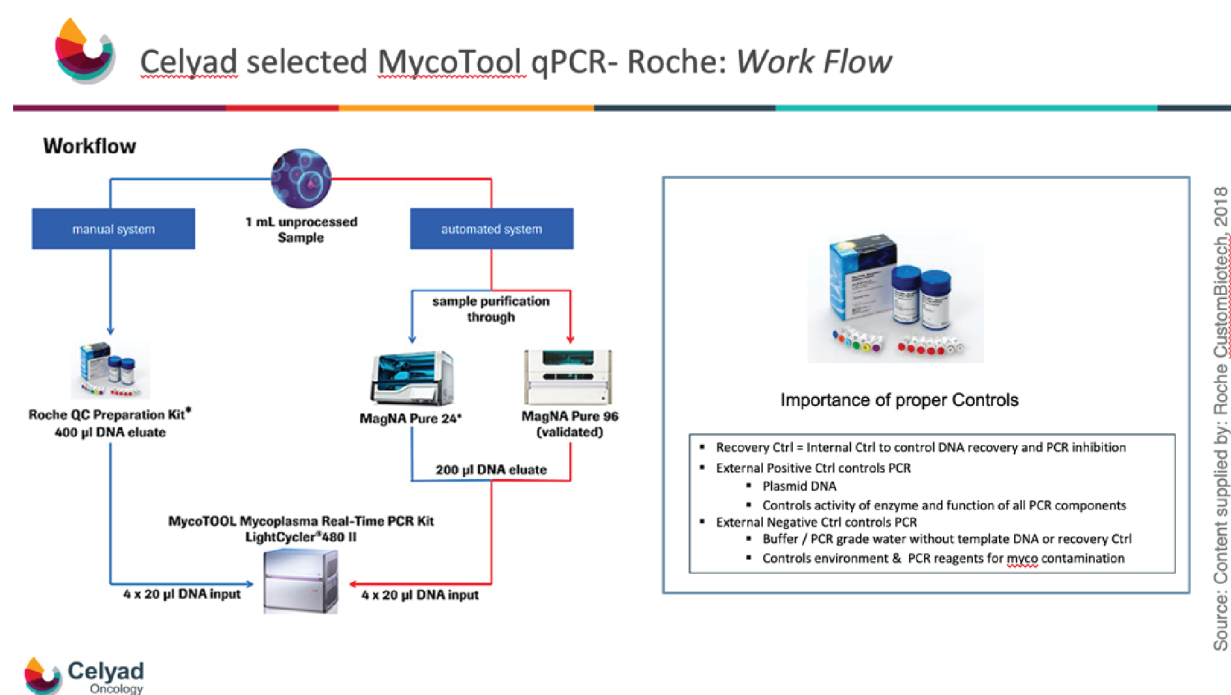 Celyad selected MycoTool qPCR- Roche: Work Flow
Workflow
1 mL unprocessed
Sample
manual system
automated system
sample purification
through
Roche QC Preparation Kit*
400 µl DNA eluate
MagNA Pure 24*
MagNA Pure 96
(validated)
200 µl DNA eluate
MycoTOOL Mycoplasma Real-Time PCR Kit
LightCycler®480 II
4 x 20 µl DNA input
4 x 20 µl DNA input
Importance of proper Controls
▪ Recovery Ctrl = Internal Ctrl to control DNA recovery and PCR inhibition
▪ External Positive Ctrl controls PCR
▪ Plasmid DNA
▪ Controls activity of enzyme and function of all PCR components
▪ External Negative Ctrl controls PCR
▪ Buffer / PCR grade water without template DNA or recovery Ctrl
▪ Controls environment & PCR reagents for myco contamination
Source: Content supplied by: Roche CustomBiotech, 2018
Celyad
Oncology